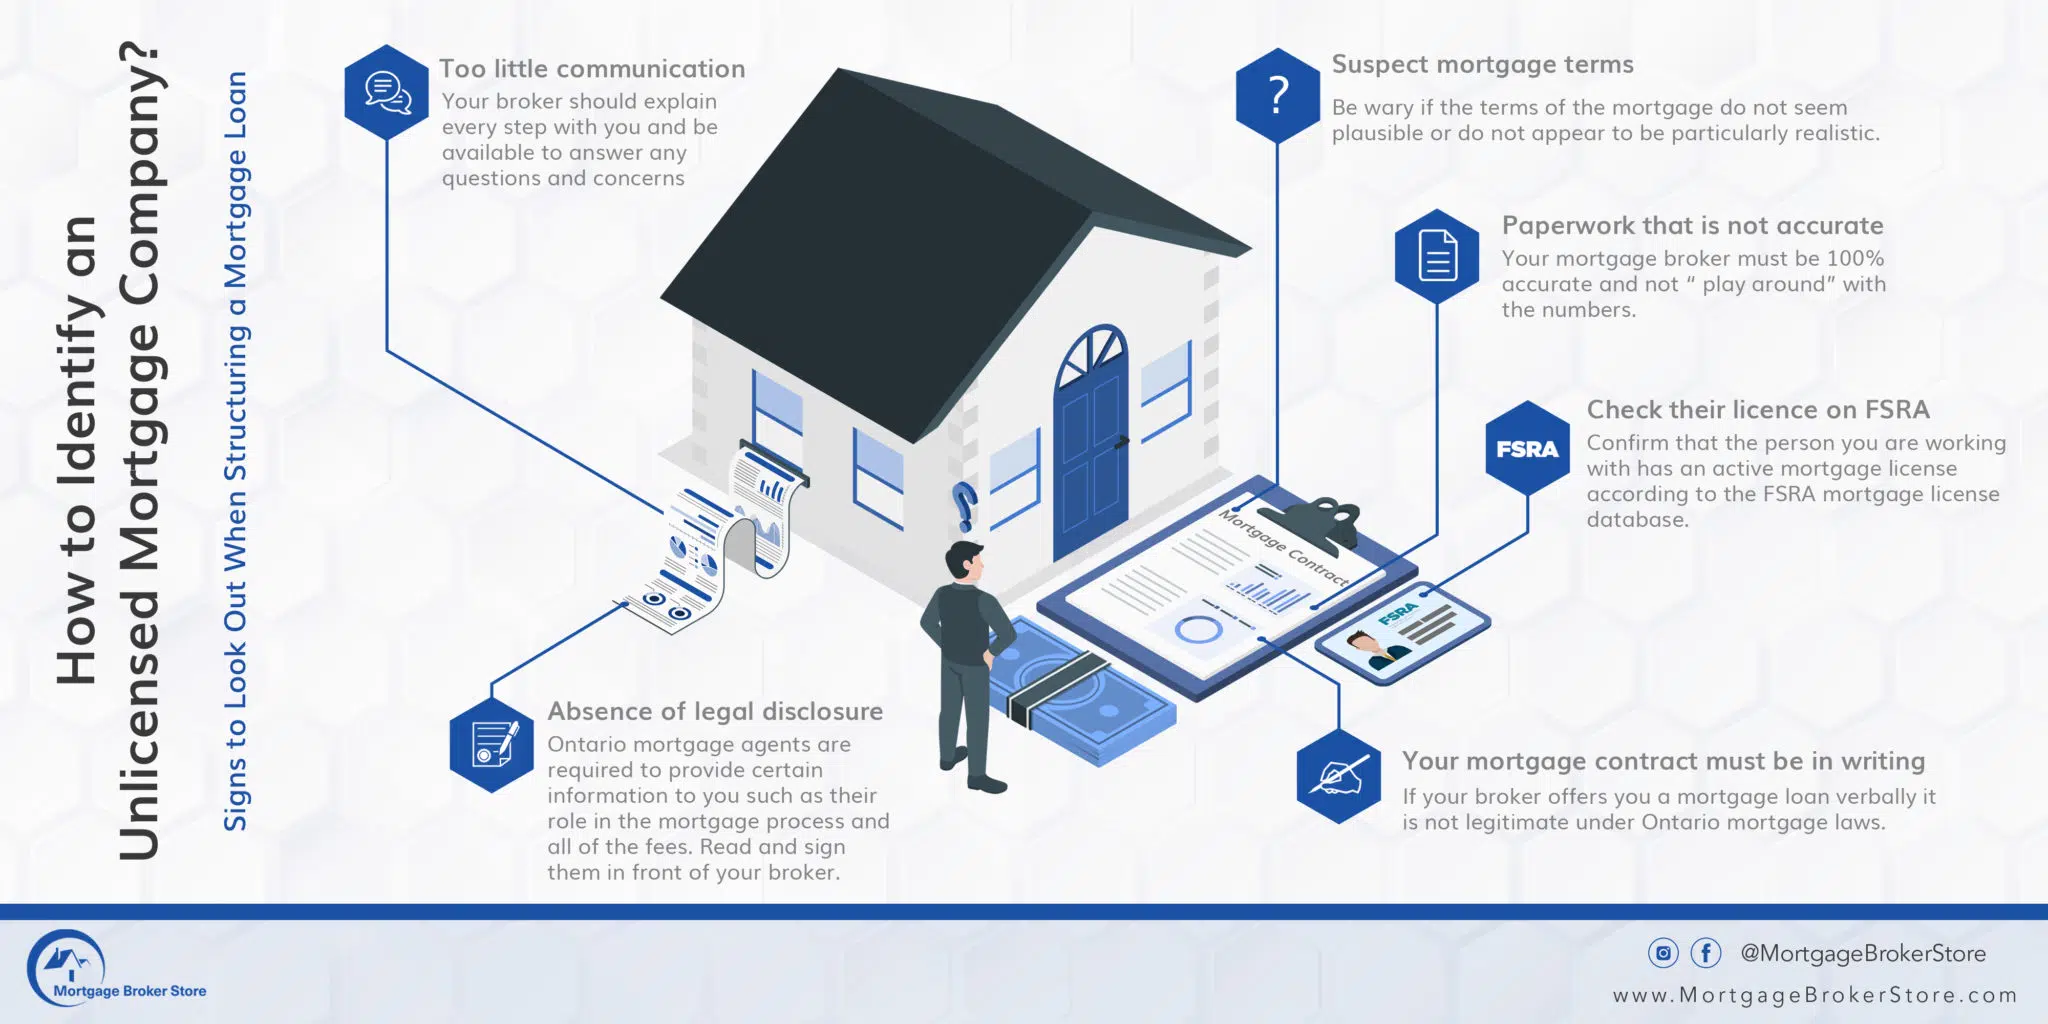 How to Identify an
Unlicensed Mortgage Company?
Signs to Look Out When Structuring a Mortgage Loan
Too little communication
Your broker should explain
every step with you and be
available to answer any
questions and concerns
Absence of legal disclosure
Ontario mortgage agents are
required to provide certain
information to you such as their
role in the mortgage process and
all of the fees. Read and sign
them in front of your broker.
?
Mortgage Contract
FSRA
?
Suspect mortgage terms
Be wary if the terms of the mortgage do not seem
plausible or do not appear to be particularly realistic.
Paperwork that is not accurate
Your mortgage broker must be 100%
accurate and not “ play around” with
the numbers.
FSRA
Check their licence on FSRA
Confirm that the person you are working
with has an active mortgage license
according to the FSRA mortgage license
database.
Your mortgage contract must be in writing
If your broker offers you a mortgage loan verbally it
is not legitimate under Ontario mortgage laws.
Mortgage Broker Store
@MortgageBrokerStore
www.MortgageBrokerStore.com